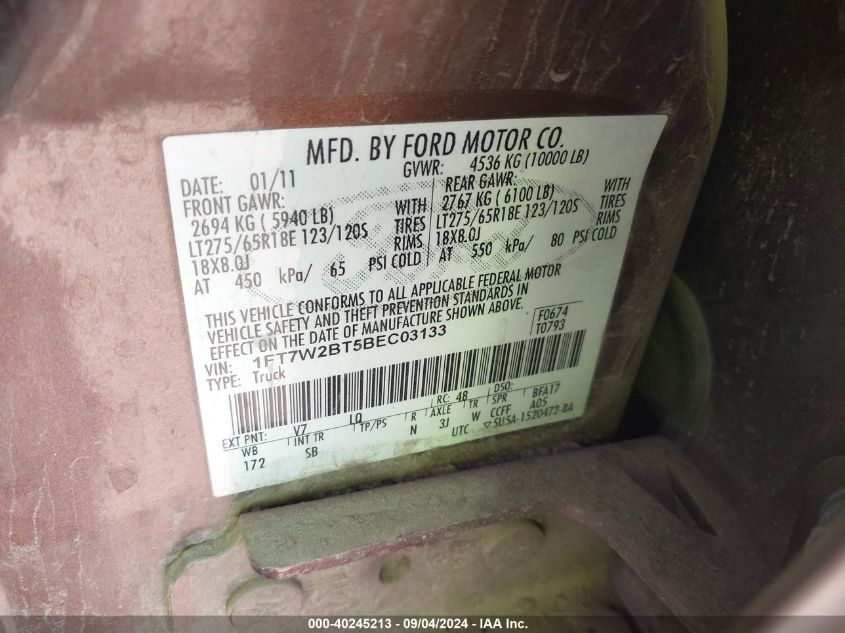 MFD. BY FORD MOTOR CO.
DATE: 01/11 GVWR: 4536 KG (10000 LB)
FRONT GAWR: REAR GAWR:
2694 KG ( 5940 LB) WITH 2767 KG ( 6100 LB) WITH
LT275/65R18E 123/120S TIRES LT275/65R18E 123/120S TIRES
18X8.0J RIMS 18X8.0J RIMS
AT 450 kPa/ 65 PSI COLD AT 550 kPa/ 80 PSI COLD
THIS VEHICLE CONFORMS TO ALL APPLICABLE FEDERAL MOTOR
VEHICLE SAFETY AND THEFT PREVENTION STANDARDS IN
EFFECT ON THE DATE OF MANUFACTURE SHOWN ABOVE.
VIN: 1FT7W2BT5BEC03133
TYPE: Truck
F0674
T0793
EXT PNT: V7 LQ RC: 48 DSO:
WB INT TR TP/PS R AXLE TR SPR BFA17
172 SB N 3J W CCFF A05
UTC 5U5A-1520472-BA
000-40245213 - 09/04/2024 - IAA Inc.